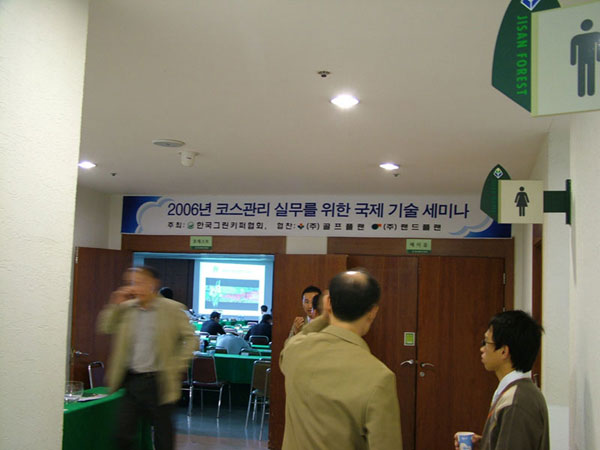 JISAN FOREST
2006년 코스관리 실무를 위한 국제 기술 세미나
주최: 한국그린키퍼협회, 협찬: (주)골프플랜 (주)랜드플랜